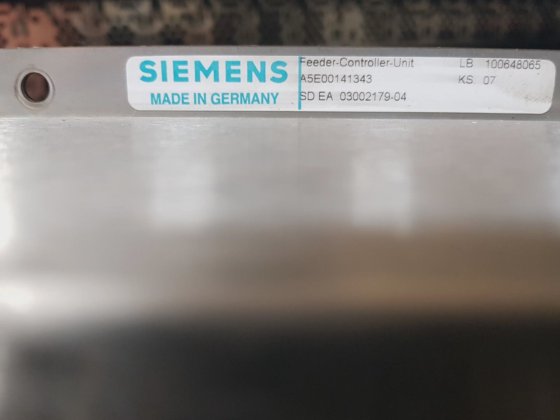 SIEMENS
MADE IN GERMANY
Feeder-Controller-Unit LB 100648065
A5E00141343 KS 07
SD EA 03002179-04